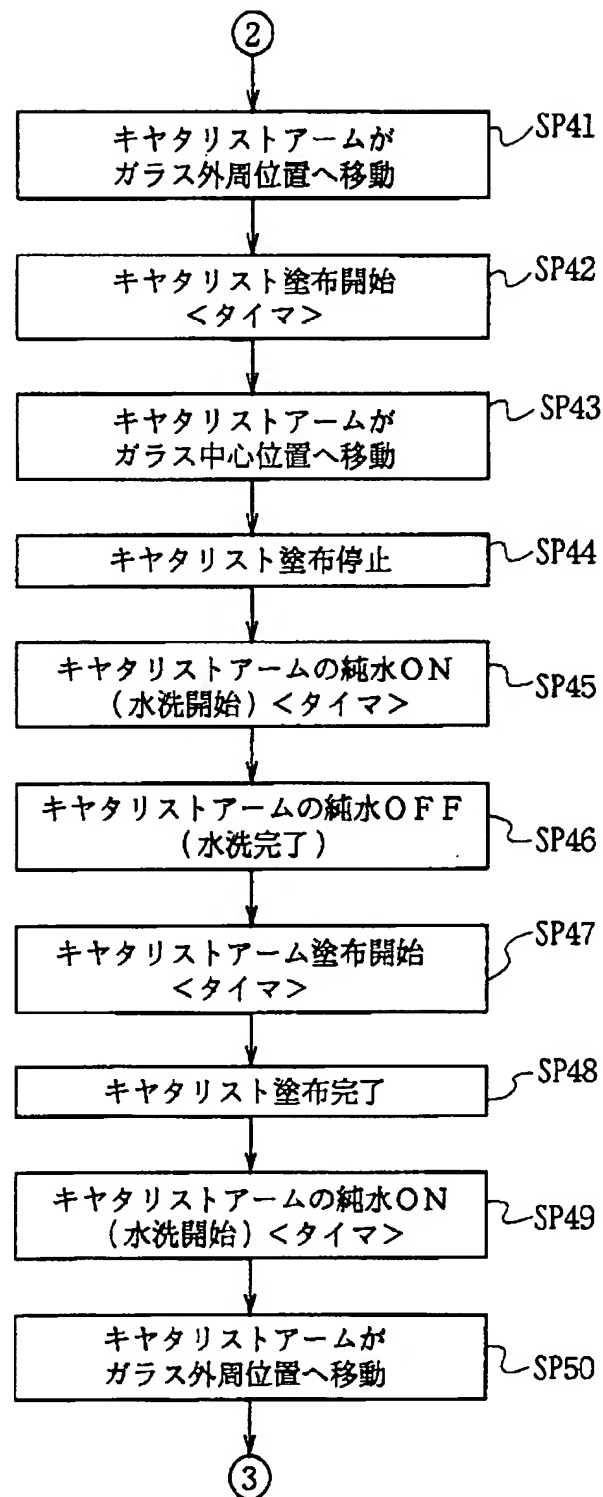 ②
キヤタリストアームが
ガラス外周位置へ移動
SP41
キヤタリスト塗布開始
<タイマ>
SP42
キヤタリストアームが
ガラス中心位置へ移動
SP43
キヤタリスト塗布停止
SP44
キヤタリストアームの純水ON
(水洗開始)<タイマ>
SP45
キヤタリストアームの純水OFF
(水洗完了)
SP46
キヤタリストアーム塗布開始
<タイマ>
SP47
キヤタリスト塗布完了
SP48
キヤタリストアームの純水ON
(水洗開始)<タイマ>
SP49
キヤタリストアームが
ガラス外周位置へ移動
SP50
③